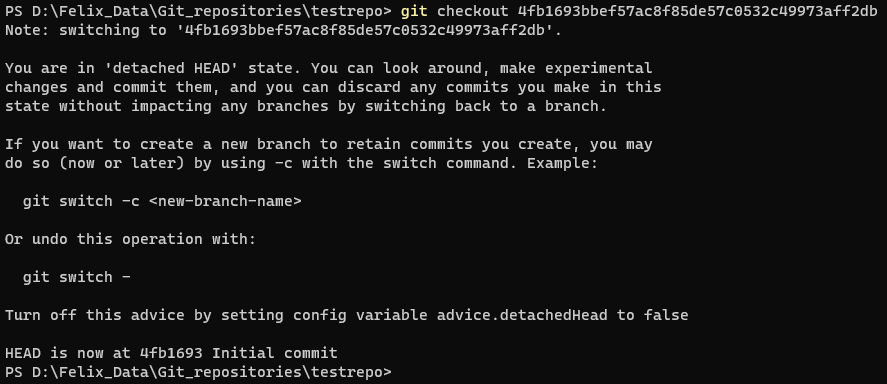 PS D:\Felix_Data\Git_repositories\testrepo> git checkout 4fb1693bbef57ac8f85de57c0532c49973aff2db
Note: switching to '4fb1693bbef57ac8f85de57c0532c49973aff2db'.

You are in 'detached HEAD' state. You can look around, make experimental
changes and commit them, and you can discard any commits you make in this
state without impacting any branches by switching back to a branch.

If you want to create a new branch to retain commits you create, you may
do so (now or later) by using -c with the switch command. Example:

  git switch -c <new-branch-name>

Or undo this operation with:

  git switch -

Turn off this advice by setting config variable advice.detachedHead to false

HEAD is now at 4fb1693 Initial commit
PS D:\Felix_Data\Git_repositories\testrepo>